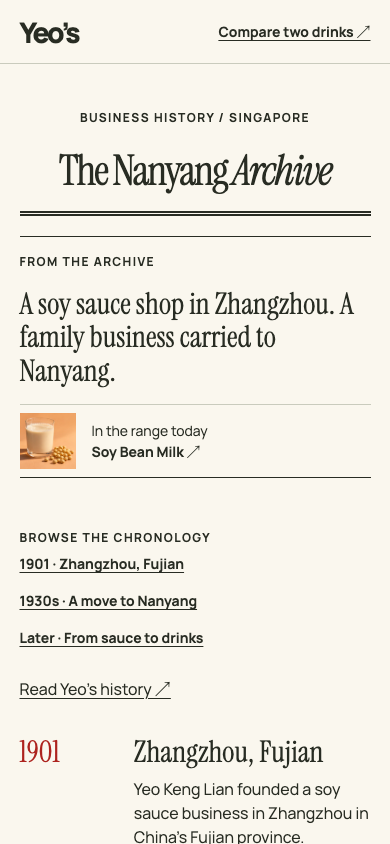 Yeo's
Compare two drinks ↗
BUSINESS HISTORY / SINGAPORE
The Nanyang Archive
FROM THE ARCHIVE
A soy sauce shop in Zhangzhou. A
family business carried to
Nanyang.
In the range today
Soy Bean Milk ↗
BROWSE THE CHRONOLOGY
1901 · Zhangzhou, Fujian
1930s · A move to Nanyang
Later · From sauce to drinks
Read Yeo's history ↗
1901
Zhangzhou, Fujian
Yeo Keng Lian founded a soy
sauce business in Zhangzhou in
China's Fujian province.